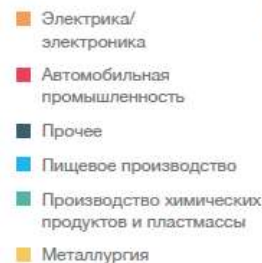 Электрика/
электроника
Автомобильная
промышленность
Прочее
Пищевое производство
Производство химических
продуктов и пластмассы
Металлургия